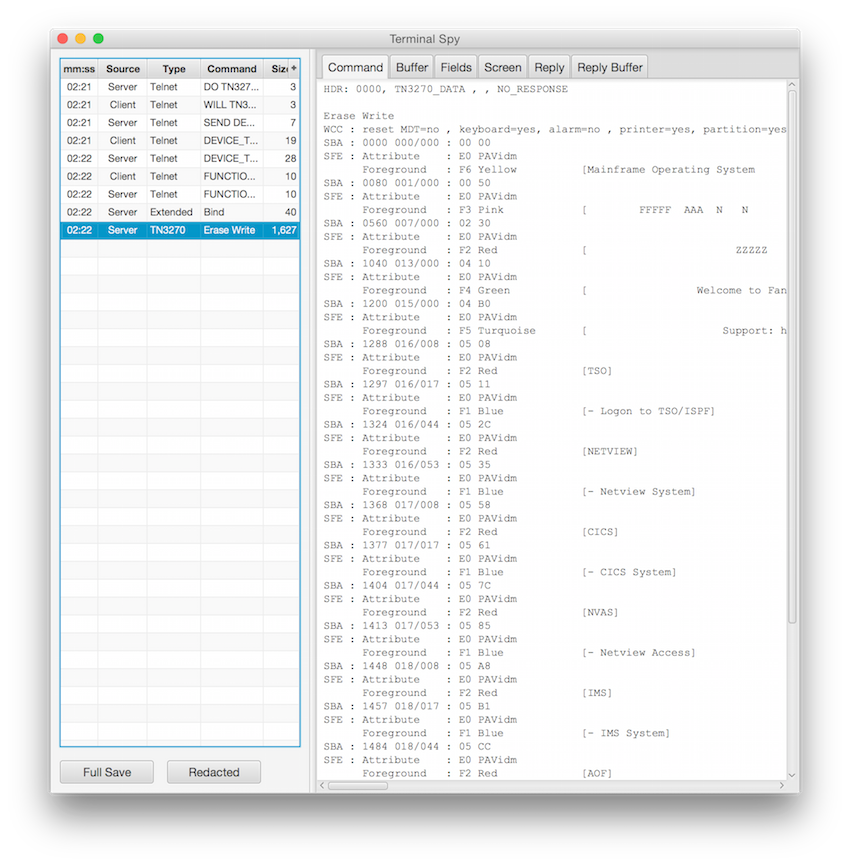 Terminal Spy
mm:ss Source Type Command Siz +
02:21 Server Telnet DO TN327... 3
02:21 Client Telnet WILL TN3... 3
02:21 Server Telnet SEND DE... 7
02:21 Client Telnet DEVICE_T... 19
02:22 Server Telnet DEVICE_T... 28
02:22 Client Telnet FUNCTIO... 10
02:22 Server Telnet FUNCTIO... 10
02:22 Server Extended Bind 40
02:22 Server TN3270 Erase Write 1,627
Full Save Redacted
Command Buffer Fields Screen Reply Reply Buffer
HDR: 0000, TN3270_DATA , , NO_RESPONSE
Erase Write
WCC : reset MDT=no , keyboard=yes, alarm=no , printer=yes, partition=yes
SBA : 0000 000/000 : 00 00
SFE : Attribute : E0 PAVidm
Foreground : F6 Yellow [Mainframe Operating System
SBA : 0080 001/000 : 00 50
SFE : Attribute : E0 PAVidm
Foreground : F3 Pink [ FFFFF AAA N N
SBA : 0560 007/000 : 02 30
SFE : Attribute : E0 PAVidm
Foreground : F2 Red [ ZZZZZ
SBA : 1040 013/000 : 04 10
SFE : Attribute : E0 PAVidm
Foreground : F4 Green [ Welcome to Fan
SBA : 1200 015/000 : 04 B0
SFE : Attribute : E0 PAVidm
Foreground : F5 Turquoise [ Support: h
SBA : 1288 016/008 : 05 08
SFE : Attribute : E0 PAVidm
Foreground : F2 Red [TSO]
SBA : 1297 016/017 : 05 11
SFE : Attribute : E0 PAVidm
Foreground : F1 Blue [- Logon to TSO/ISPF]
SBA : 1324 016/044 : 05 2C
SFE : Attribute : E0 PAVidm
Foreground : F2 Red [NETVIEW]
SBA : 1333 016/053 : 05 35
SFE : Attribute : E0 PAVidm
Foreground : F1 Blue [- Netview System]
SBA : 1368 017/008 : 05 58
SFE : Attribute : E0 PAVidm
Foreground : F2 Red [CICS]
SBA : 1377 017/017 : 05 61
SFE : Attribute : E0 PAVidm
Foreground : F1 Blue [- CICS System]
SBA : 1404 017/044 : 05 7C
SFE : Attribute : E0 PAVidm
Foreground : F2 Red [NVAS]
SBA : 1413 017/053 : 05 85
SFE : Attribute : E0 PAVidm
Foreground : F1 Blue [- Netview Access]
SBA : 1448 018/008 : 05 A8
SFE : Attribute : E0 PAVidm
Foreground : F2 Red [IMS]
SBA : 1457 018/017 : 05 B1
SFE : Attribute : E0 PAVidm
Foreground : F1 Blue [- IMS System]
SBA : 1484 018/044 : 05 CC
SFE : Attribute : E0 PAVidm
Foreground : F2 Red [AOF]